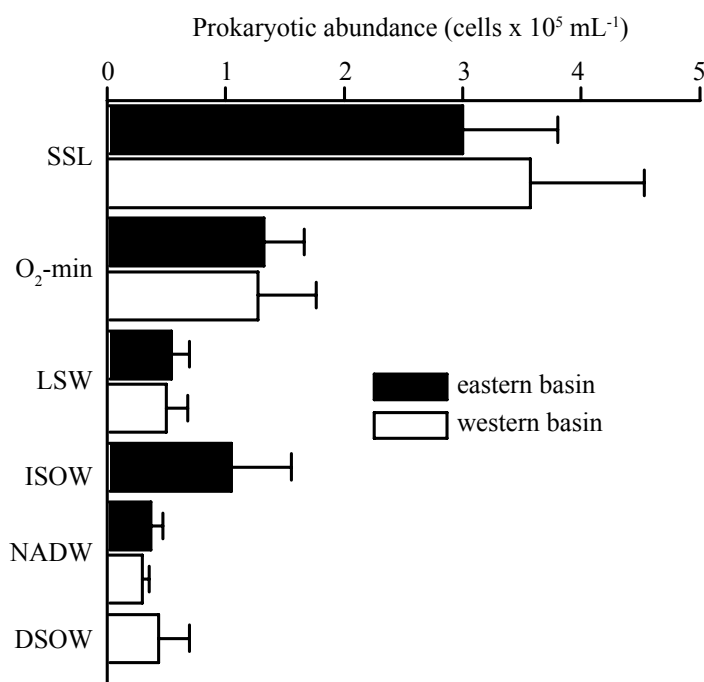 Prokaryotic abundance (cells x 10⁵ mL⁻¹)
0 1 2 3 4 5
SSL
O₂-min
LSW
eastern basin
western basin
ISOW
NADW
DSOW